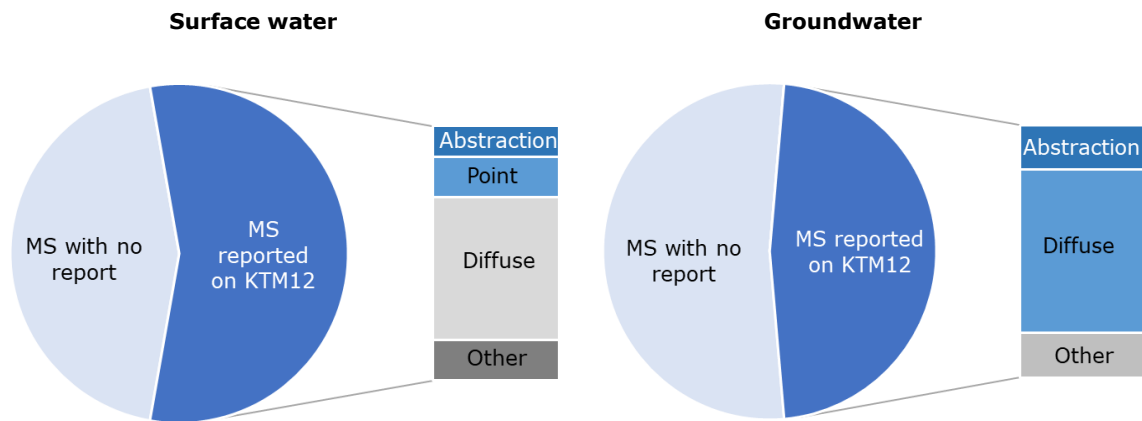 Surface water
Groundwater
MS with no
report
MS
reported
on KTM12
Abstraction
Point
Diffuse
Other
MS with no
report
MS reported
on KTM12
Abstraction
Diffuse
Other